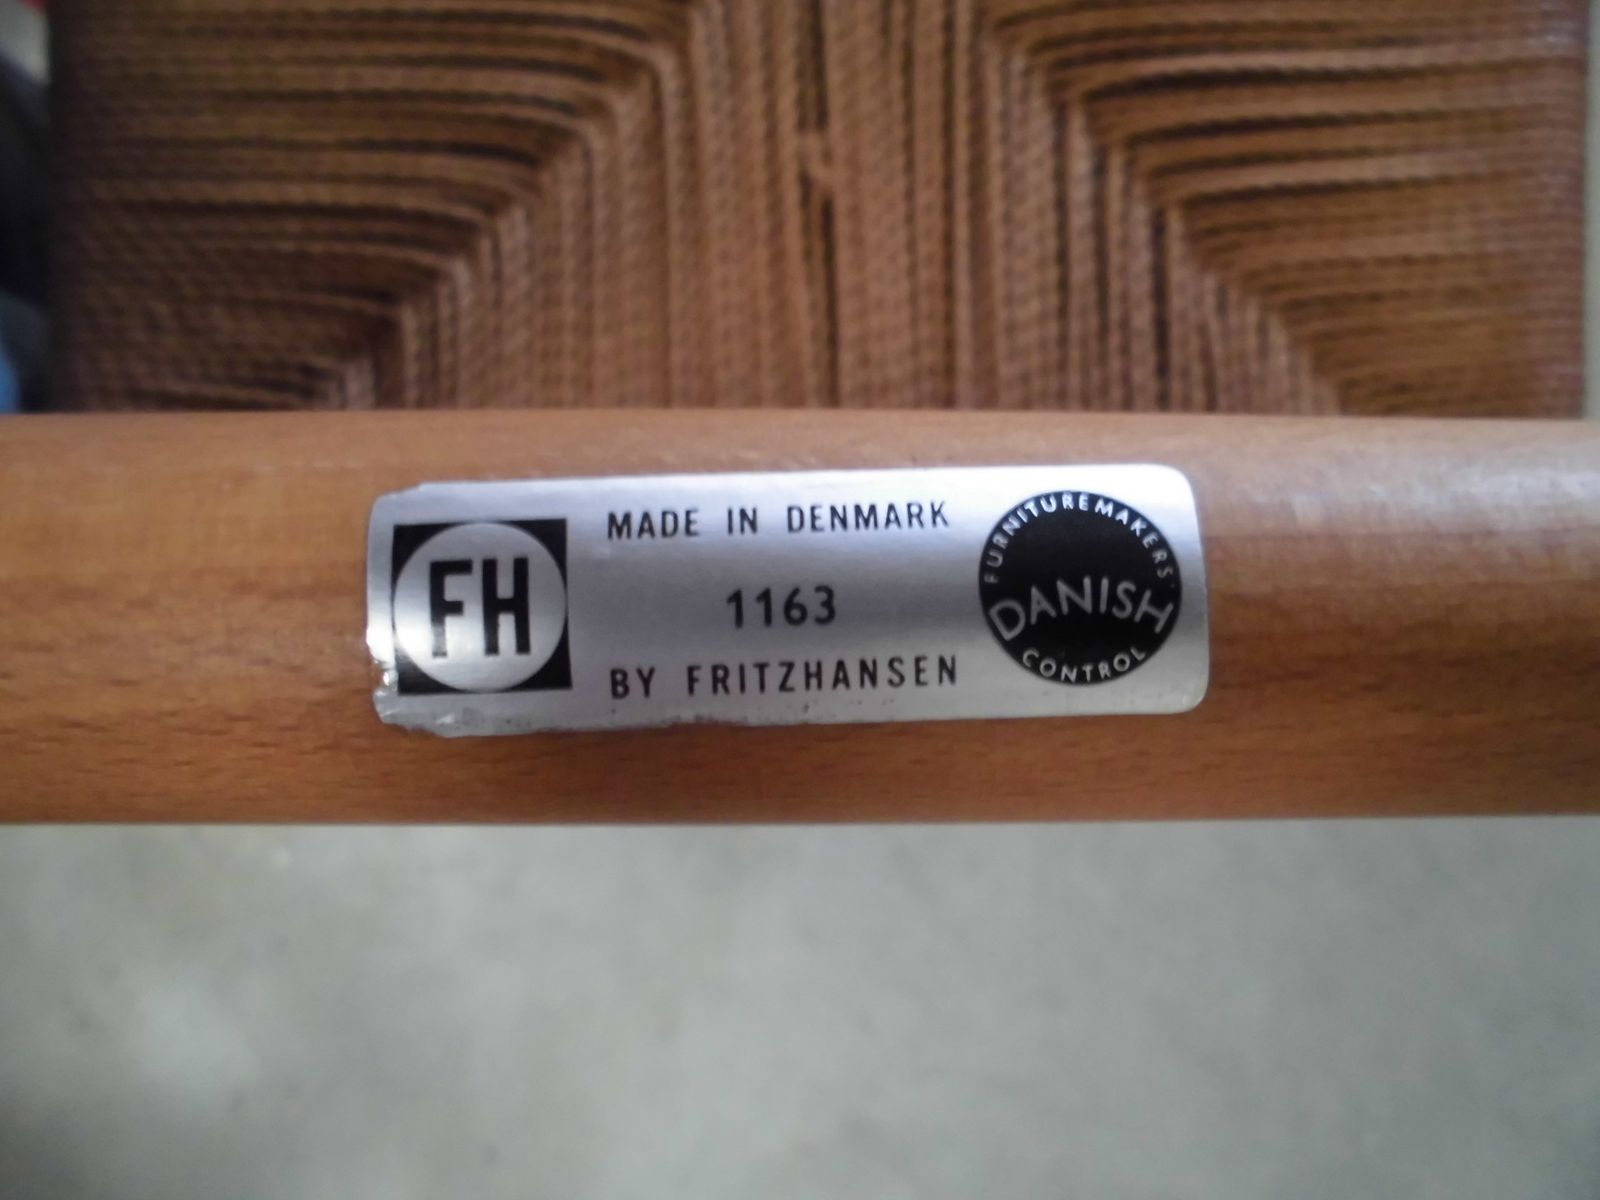 FH
MADE IN DENMARK
1163
BY FRITZHANSEN
FURNITUREMAKERS'
DANISH
CONTROL